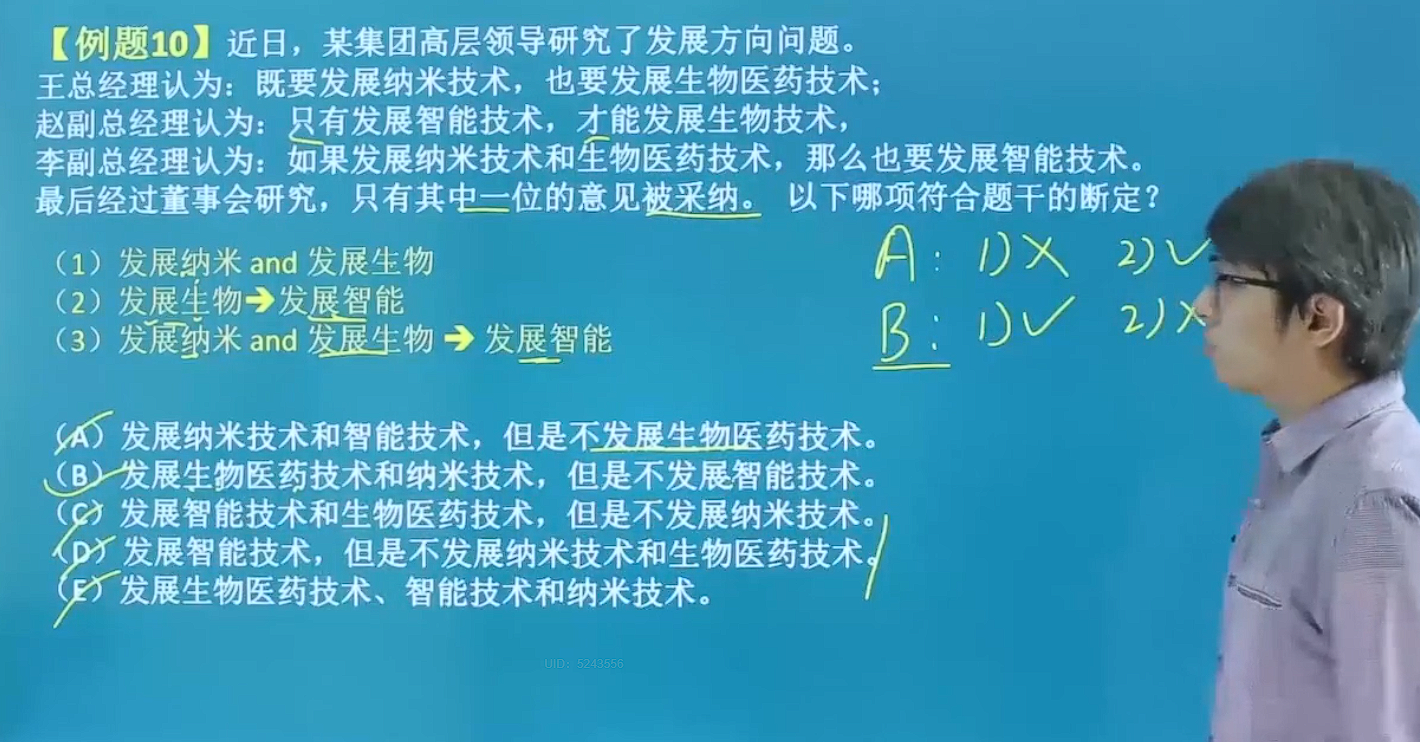 【例题10】近日，某集团高层领导研究了发展方向问题。
王总经理认为：既要发展纳米技术，也要发展生物医药技术；
赵副总经理认为：只有发展智能技术，才能发展生物技术，
李副总经理认为：如果发展纳米技术和生物医药技术，那么也要发展智能技术。
最后经过董事会研究，只有其中一位的意见被采纳。 以下哪项符合题干的断定？
（1）发展纳米 and 发展生物
（2）发展生物➔发展智能
（3）发展纳米 and 发展生物 ➔ 发展智能
A： 1)✗ 2)✓
B： 1)✓ 2)✗
（A）发展纳米技术和智能技术，但是不发展生物医药技术。
（B）发展生物医药技术和纳米技术，但是不发展智能技术。
（C）发展智能技术和生物医药技术，但是不发展纳米技术。
（D）发展智能技术，但是不发展纳米技术和生物医药技术。
（E）发展生物医药技术、智能技术和纳米技术。
UID：5243556